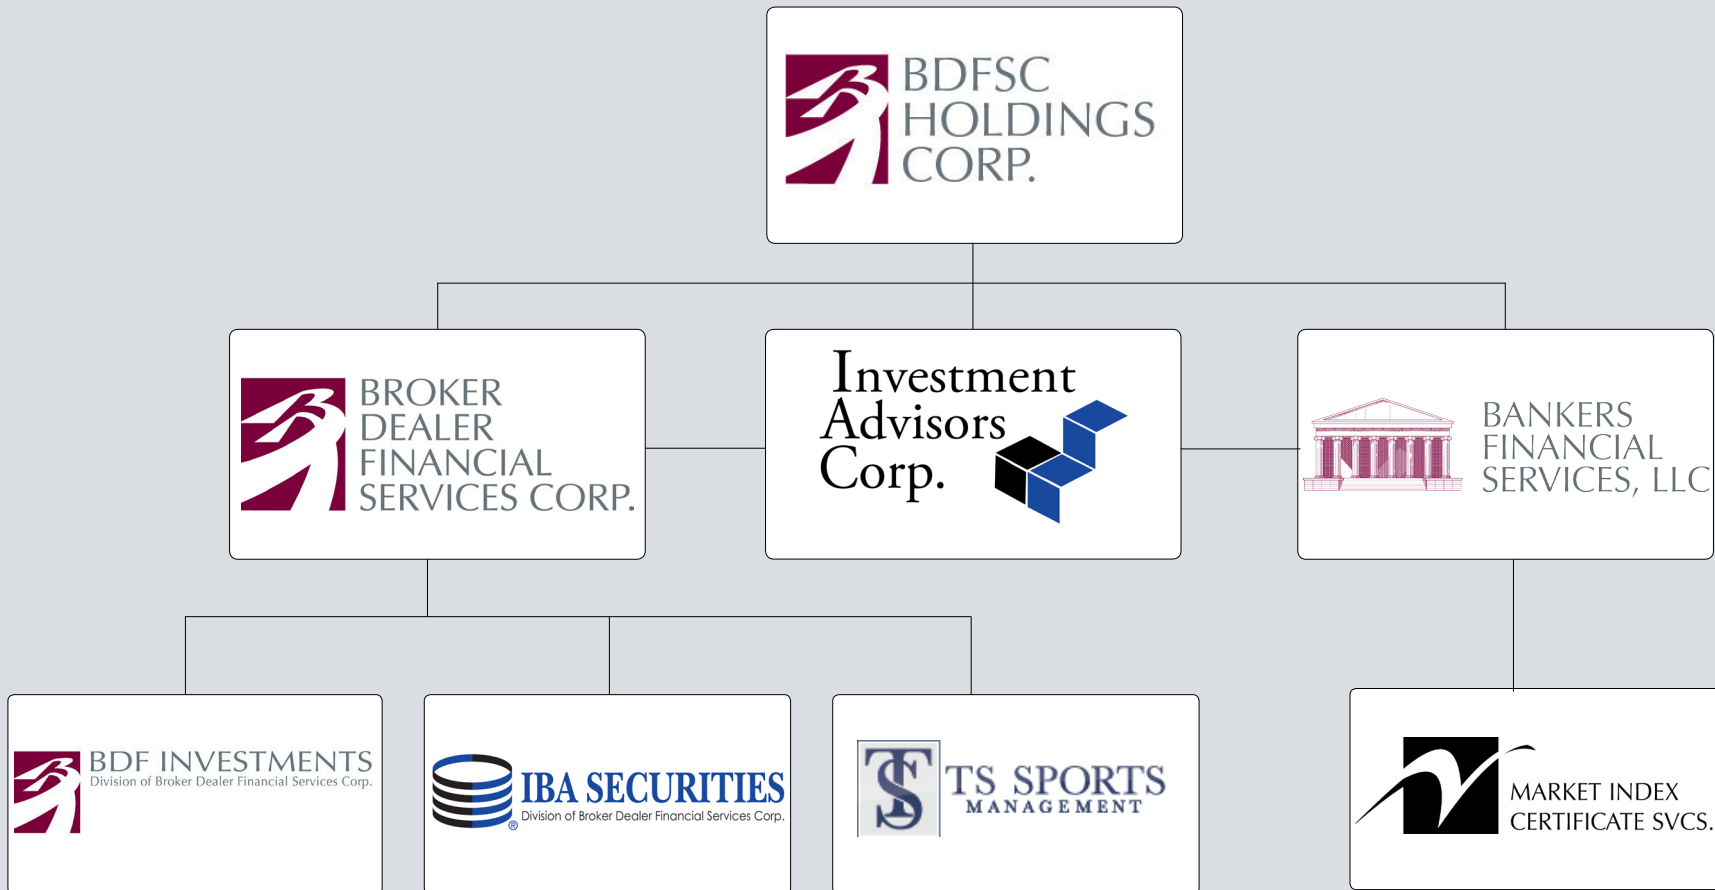 BDFSC
HOLDINGS
CORP.
BROKER
DEALER
FINANCIAL
SERVICES CORP.
Investment
Advisors
Corp.
BANKERS
FINANCIAL
SERVICES, LLC
BDF INVESTMENTS
Division of Broker Dealer Financial Services Corp.
IBA SECURITIES
®
Division of Broker Dealer Financial Services Corp.
TS
TS SPORTS
MANAGEMENT
MARKET INDEX
CERTIFICATE SVCS.